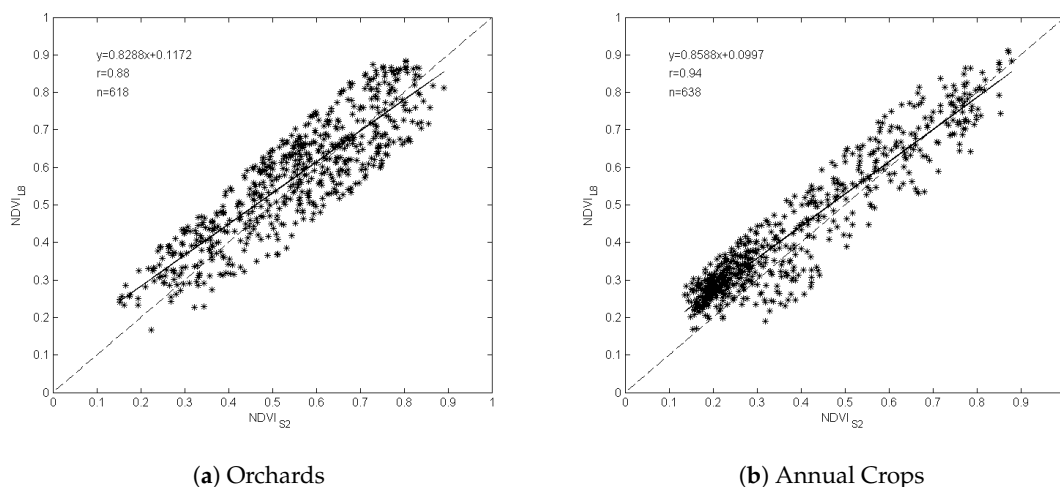 y=0.8288x+0.1172
r=0.88
n=618
1
0.9
0.8
0.7
0.6
0.5
0.4
0.3
0.2
0.1
0
NDVI_L8
0 0.1 0.2 0.3 0.4 0.5 0.6 0.7 0.8 0.9 1
NDVI_S2
(a) Orchards
y=0.8588x+0.0997
r=0.94
n=638
1
0.9
0.8
0.7
0.6
0.5
0.4
0.3
0.2
0.1
0
NDVI_L8
0 0.1 0.2 0.3 0.4 0.5 0.6 0.7 0.8 0.9
NDVI_S2
(b) Annual Crops